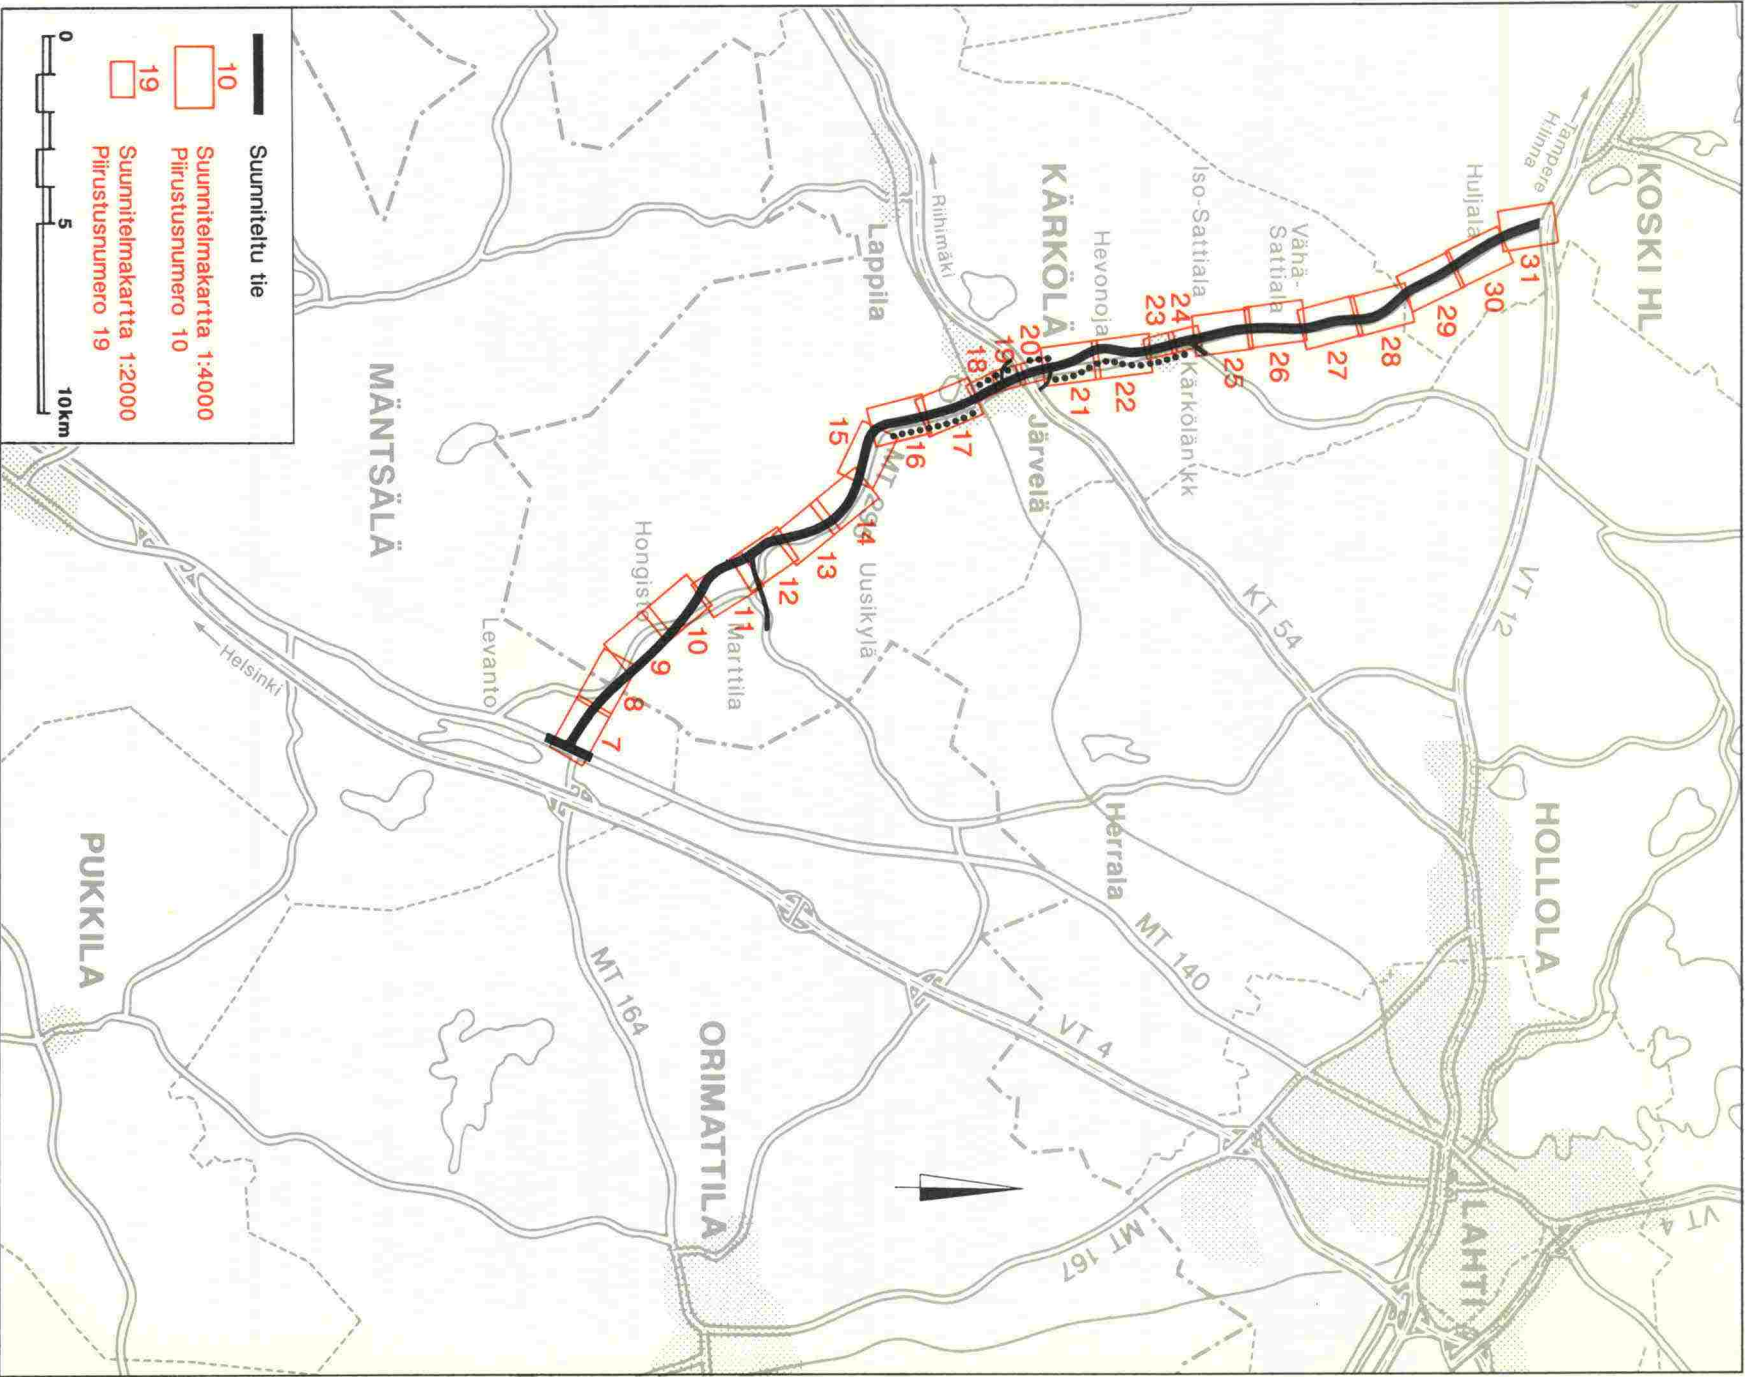 KOSKI HL
Tampere
H:linna
Huljala
31
30
29
28
27
26
25
24
23
22
21
20
19
18
17
16
15
14
13
12
11
10
9
8
7
Vähä-
Sattiala
Iso-Sattiala
Kärkölän kk
Hevonoja
KÄRKÖLÄ
Riihimäki
Lappila
Järvelä
MT 296
Uusikylä
Marttila
Hongisto
Levanto
MÄNTSÄLÄ
Helsinki
PUKKILA
VT 12
KT 54
HOLLOLA
Herrala
MT 140
VT 4
MT 164
ORIMATTILA
MT 167
LAHTI
VT 4
Suunniteltu tie
10
Suunnitelmakartta 1:4000
Piirustusnumero 10
19
Suunnitelmakartta 1:2000
Piirustusnumero 19
0 5 10km